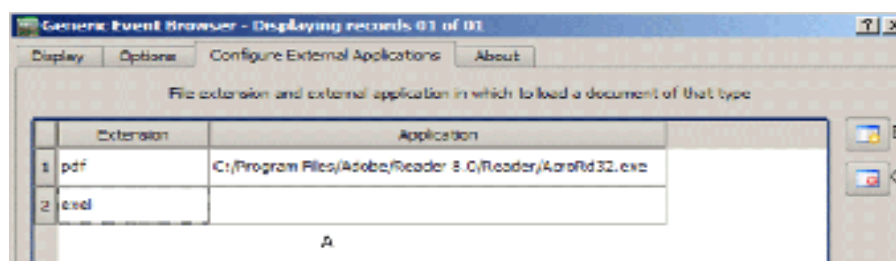 Generic Event Browser - Displaying records 01 of 01
Display Options Configure External Applications About
File extension and external application in which to load a document of that type
Extension Application
1 pdf C:/Program Files/Adobe/Reader 8.0/Reader/AcroRd32.exe
2 exel
A